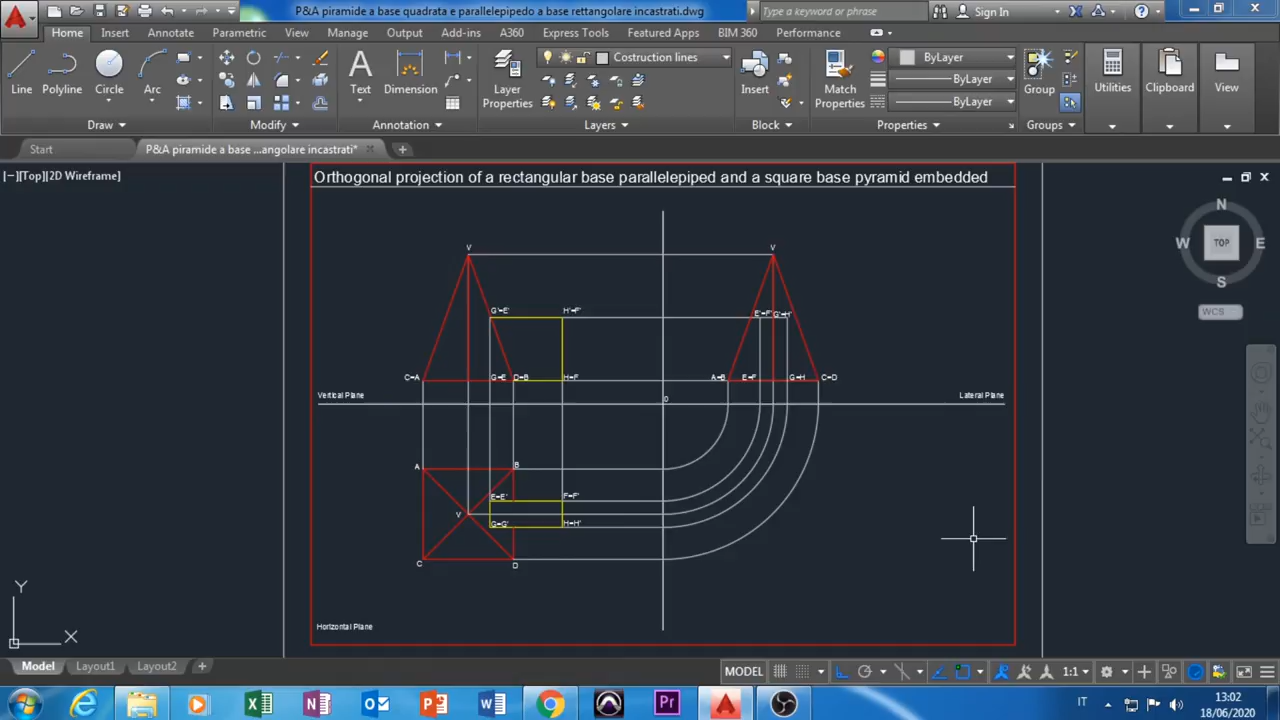 P&A piramide a base quadrata e parallelepipedo a base rettangolare incastrati.dwg
Type a keyword or phrase
Sign In
Home Insert Annotate Parametric View Manage Output Add-ins A360 Express Tools Featured Apps BIM 360 Performance
Line Polyline Circle Arc
Text Dimension
Layer Properties
Costruction lines
Insert
Match Properties
ByLayer
ByLayer
ByLayer
Group
Utilities
Clipboard
View
Draw Modify Annotation Layers Block Properties Groups
Start P&A piramide a base ...angolare incastrati*
[−][Top][2D Wireframe]
Orthogonal projection of a rectangular base parallelepiped and a square base pyramid embedded
N
W TOP E
S
WCS
V V
G'=E' H'=F' E'=F' G'=H'
C=A G=E D=B H=F A=B E=F G=H C=D
Vertical Plane 0 Lateral Plane
A B
E=E' F=F'
V
G=G' H=H'
C D
Horizontal Plane
Y
X
Model Layout1 Layout2
MODEL 1:1
IT 13:02
18/06/2020